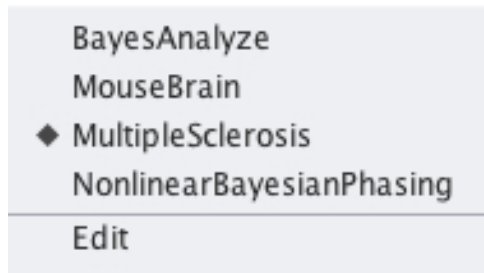 BayesAnalyze
MouseBrain
MultipleSclerosis
NonlinearBayesianPhasing
Edit